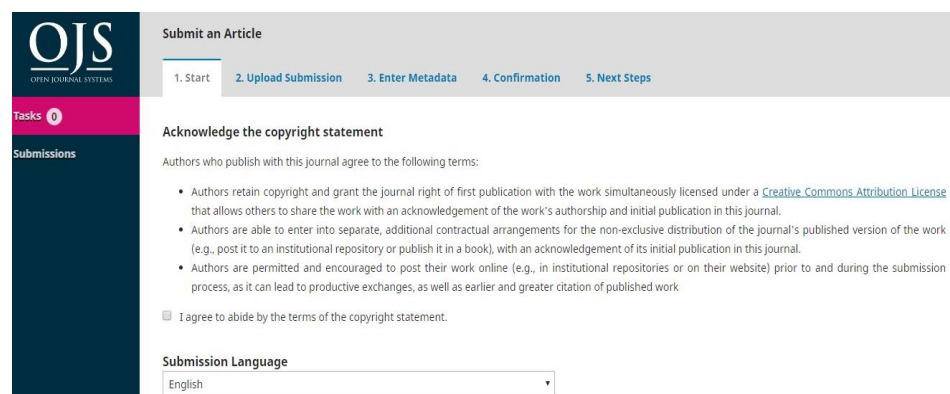 OJS
OPEN JOURNAL SYSTEMS
Tasks 0
Submissions
Submit an Article
1. Start 2. Upload Submission 3. Enter Metadata 4. Confirmation 5. Next Steps
Acknowledge the copyright statement
Authors who publish with this journal agree to the following terms:
• Authors retain copyright and grant the journal right of first publication with the work simultaneously licensed under a Creative Commons Attribution License
that allows others to share the work with an acknowledgement of the work's authorship and initial publication in this journal.
• Authors are able to enter into separate, additional contractual arrangements for the non-exclusive distribution of the journal's published version of the work
(e.g., post it to an institutional repository or publish it in a book), with an acknowledgement of its initial publication in this journal.
• Authors are permitted and encouraged to post their work online (e.g., in institutional repositories or on their website) prior to and during the submission
process, as it can lead to productive exchanges, as well as earlier and greater citation of published work
I agree to abide by the terms of the copyright statement.
Submission Language
English